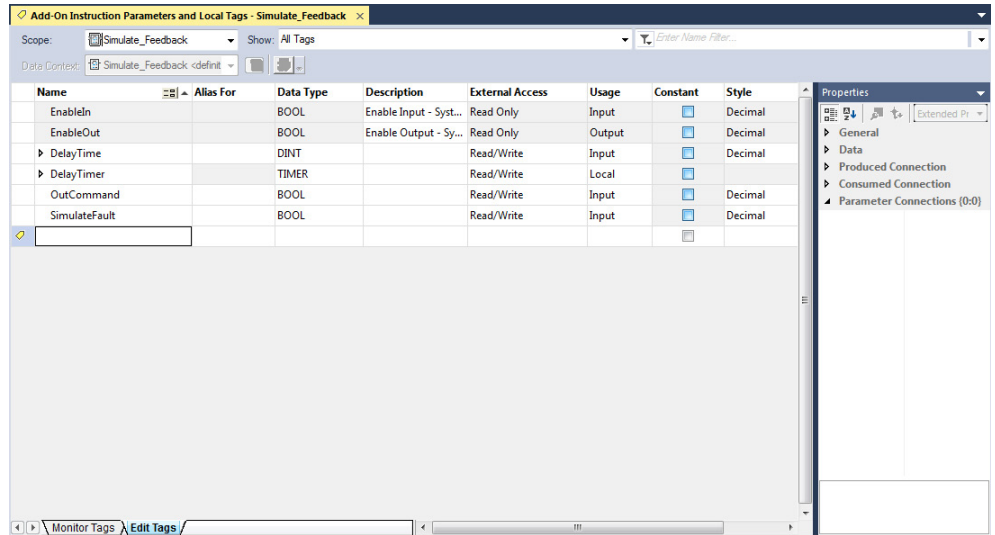 Add-On Instruction Parameters and Local Tags - Simulate_Feedback ×
Scope: Simulate_Feedback Show: All Tags Enter Name Filter...
Data Context: Simulate_Feedback <definit
Name Alias For Data Type Description External Access Usage Constant Style
EnableIn BOOL Enable Input - Syst... Read Only Input Decimal
EnableOut BOOL Enable Output - Sy... Read Only Output Decimal
DelayTime DINT Read/Write Input Decimal
DelayTimer TIMER Read/Write Local
OutCommand BOOL Read/Write Input Decimal
SimulateFault BOOL Read/Write Input Decimal
Properties
Extended Pr
General
Data
Produced Connection
Consumed Connection
Parameter Connections {0:0}
Monitor Tags Edit Tags